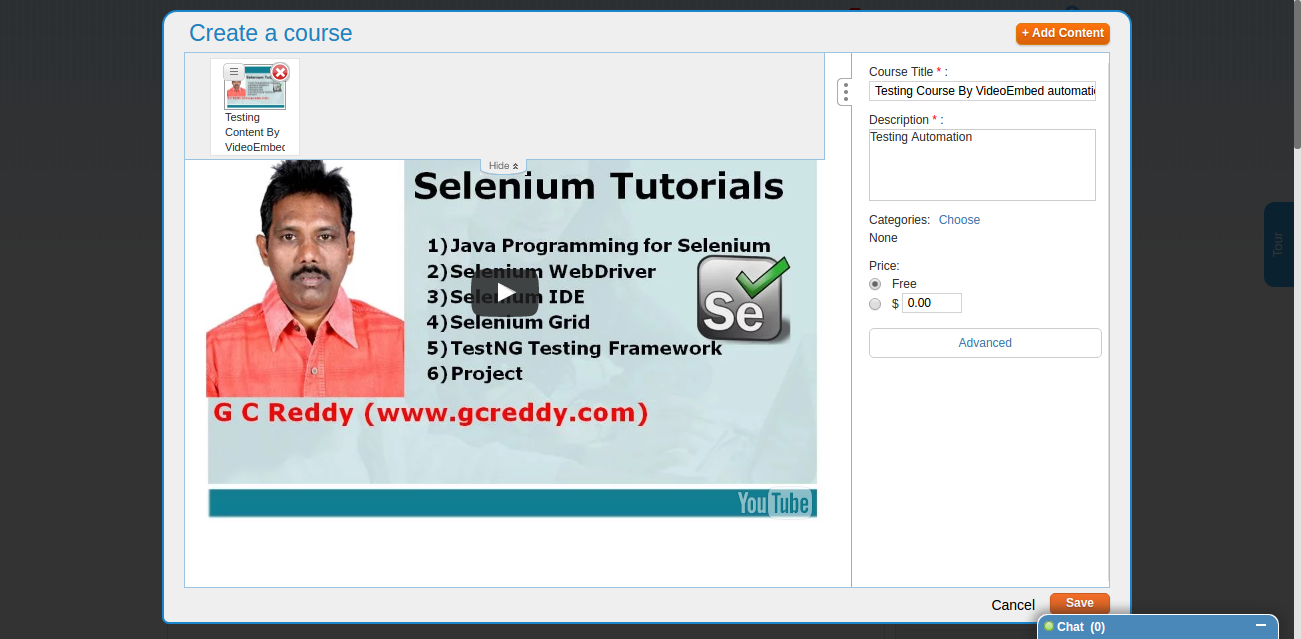 Create a course
+ Add Content
Testing
Content By
VideoEmbec
Hide
Selenium Tutorials
1)Java Programming for Selenium
2)Selenium WebDriver
3)Selenium IDE
4)Selenium Grid
5)TestNG Testing Framework
6)Project
Se
G C Reddy (www.gcreddy.com)
YouTube
Course Title * :
Testing Course By VideoEmbed automatic
Description * :
Testing Automation
Categories: Choose
None
Price:
Free
$ 0.00
Advanced
Tour
Cancel
Save
Chat (0)